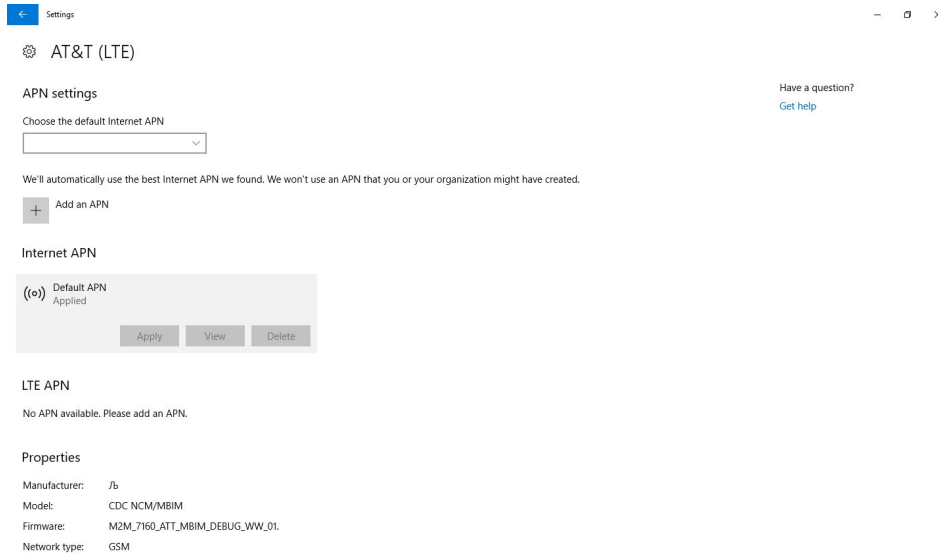 Settings
AT&T (LTE)
APN settings
Have a question?
Get help
Choose the default Internet APN
We'll automatically use the best Internet APN we found. We won't use an APN that you or your organization might have created.
Add an APN
Internet APN
Default APN
Applied
Apply View Delete
LTE APN
No APN available. Please add an APN.
Properties
Manufacturer: Љ
Model: CDC NCM/MBIM
Firmware: M2M_7160_ATT_MBIM_DEBUG_WW_01.
Network type: GSM